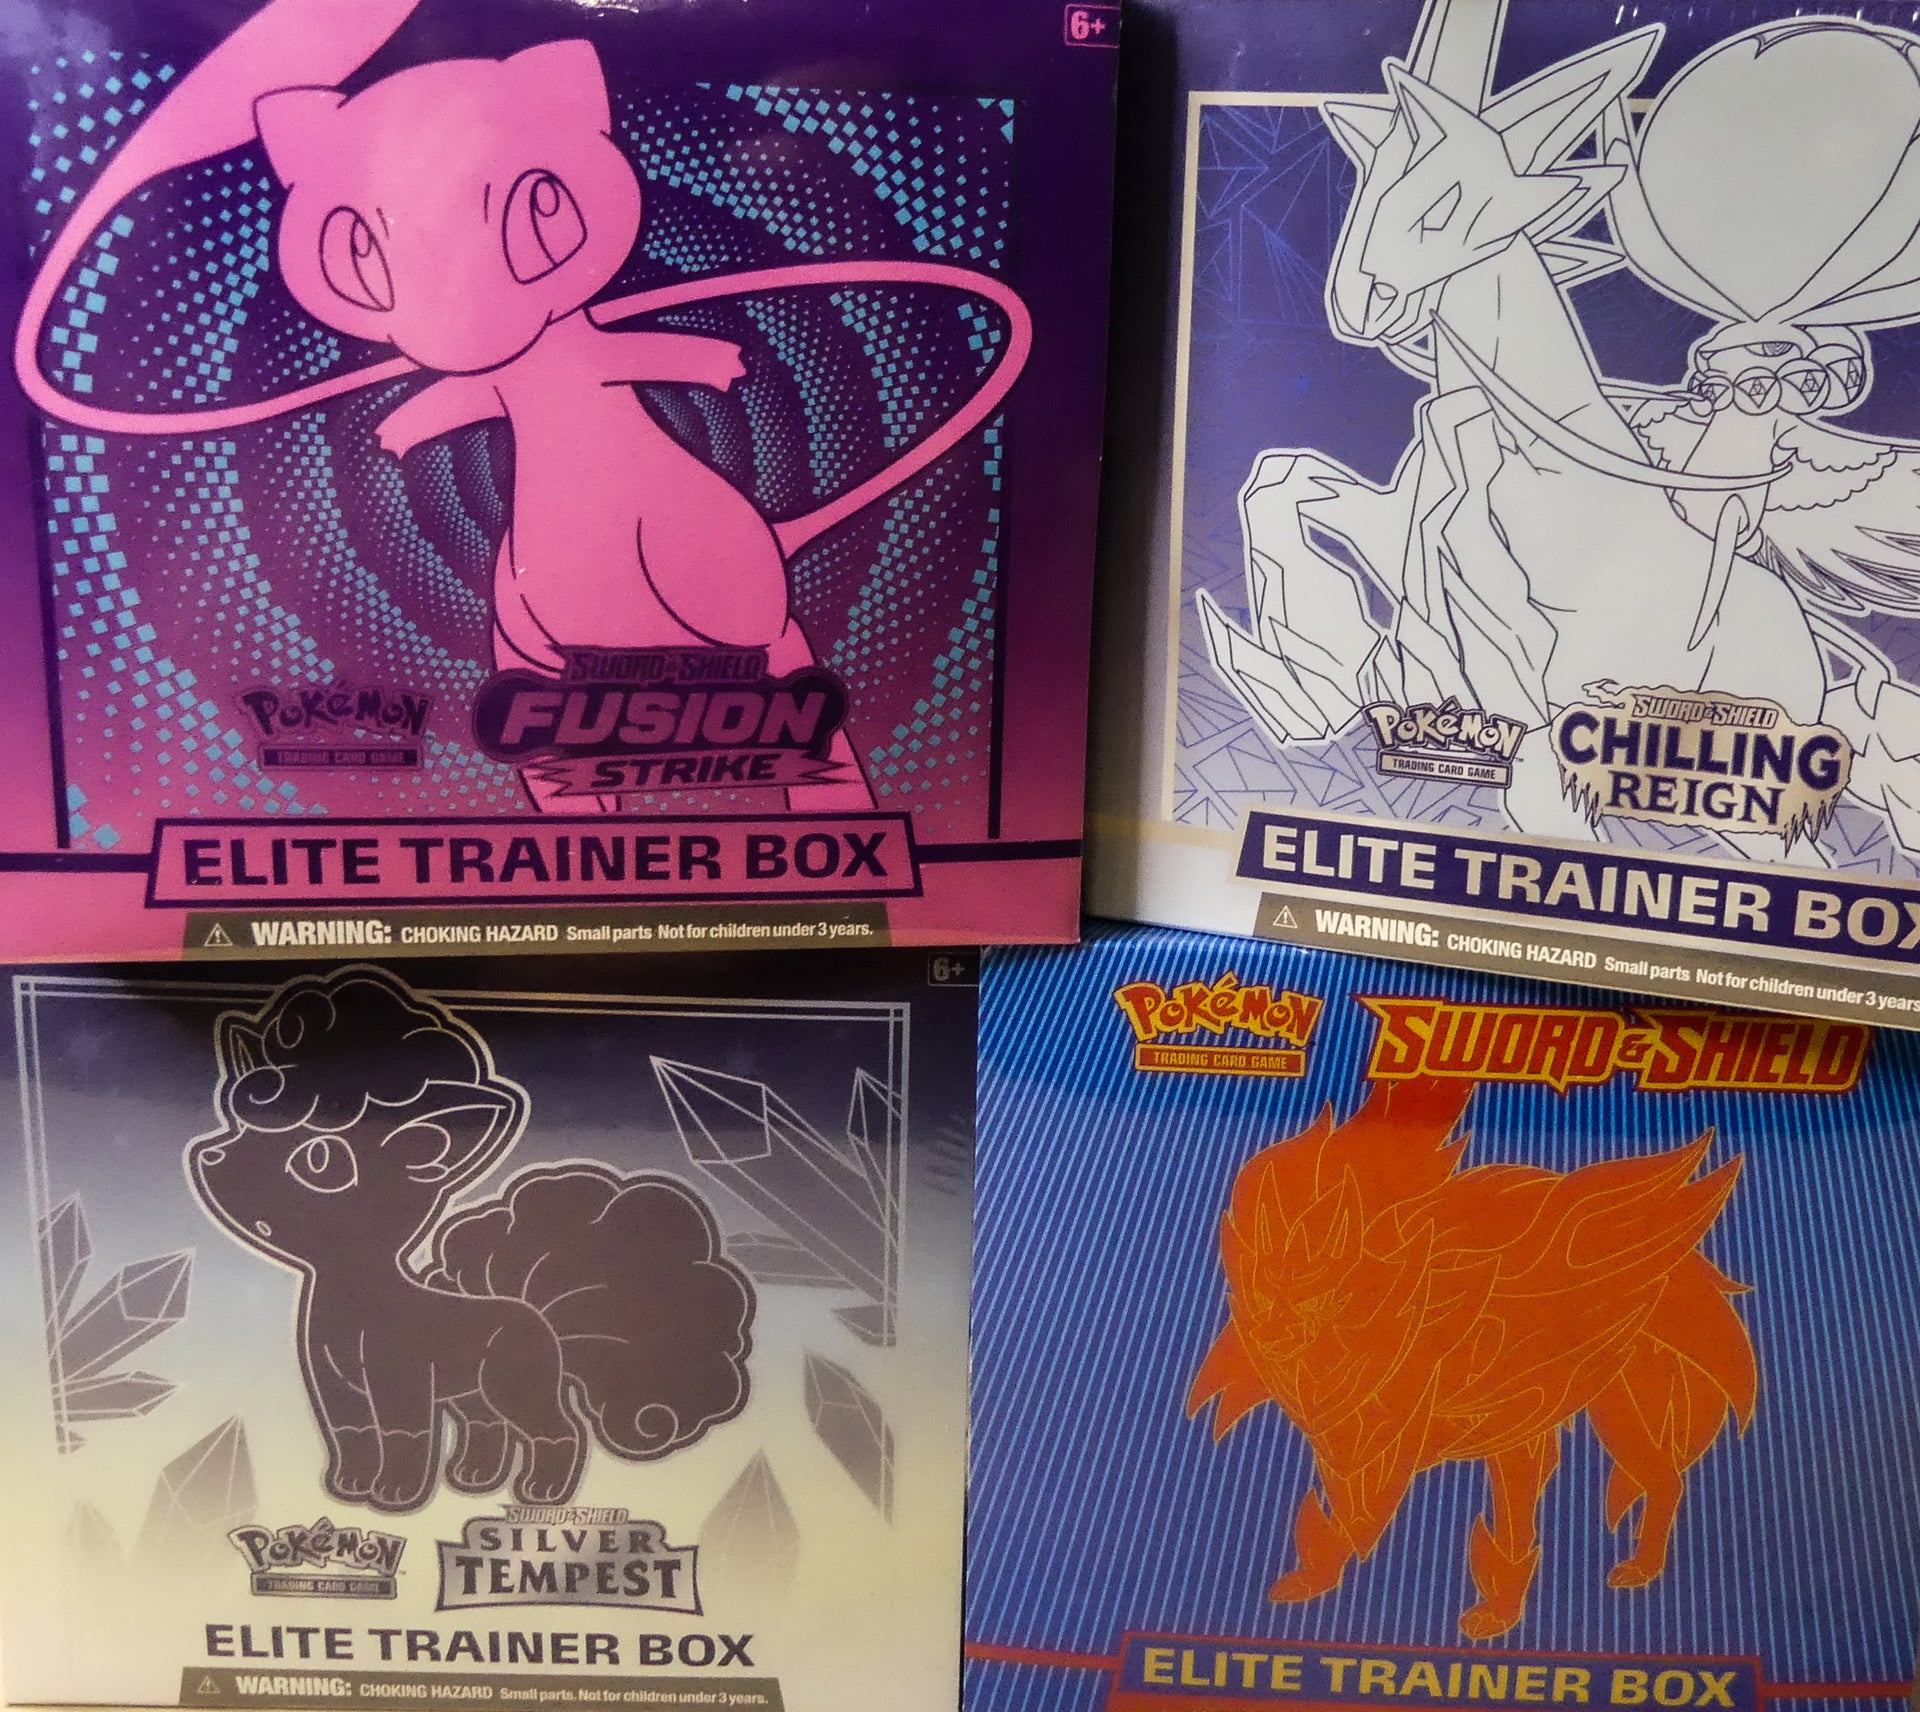 6+
Pokémon
TRADING CARD GAME
SWORD & SHIELD
FUSION
STRIKE
ELITE TRAINER BOX
WARNING: CHOKING HAZARD Small parts Not for children under 3 years.
Pokémon
TRADING CARD GAME
SWORD & SHIELD
CHILLING
REIGN
ELITE TRAINER BOX
WARNING: CHOKING HAZARD Small parts Not for children under 3 years
6+
Pokémon
TRADING CARD GAME
SWORD & SHIELD
SILVER
TEMPEST
ELITE TRAINER BOX
WARNING: CHOKING HAZARD Small parts. Not for children under 3 years.
Pokémon
TRADING CARD GAME
SWORD & SHIELD
ELITE TRAINER BOX